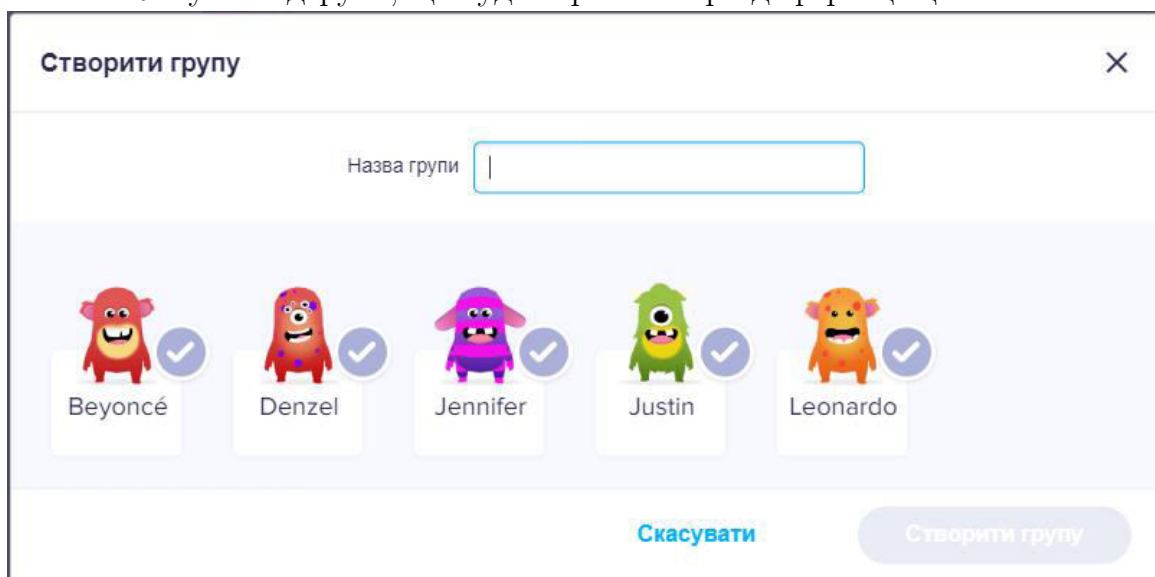 Створити групу
Назва групи
Beyoncé Denzel Jennifer Justin Leonardo
Скасувати Створити групу